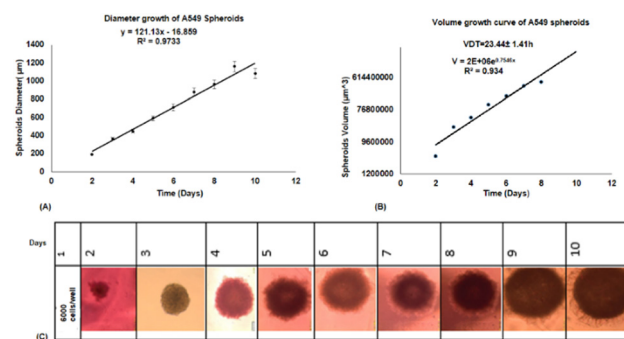 Diameter growth of A549 Spheroids
y = 121.13x - 16.859
R² = 0.9733
Spheroids Diameter( µm)
1400
1200
1000
800
600
400
200
0
0 2 4 6 8 10 12
Time (Days)
(A)
Volume growth curve of A549 spheroids
VDT=23.44± 1.41h
R² = 0.934
Spheroids Volume (µm^3)
614400000
76800000
9600000
1200000
0 2 4 6 8 10 12
Time (Days)
(B)
Days 1 2 3 4 5 6 7 8 9 10
6000
cells/well
(C)